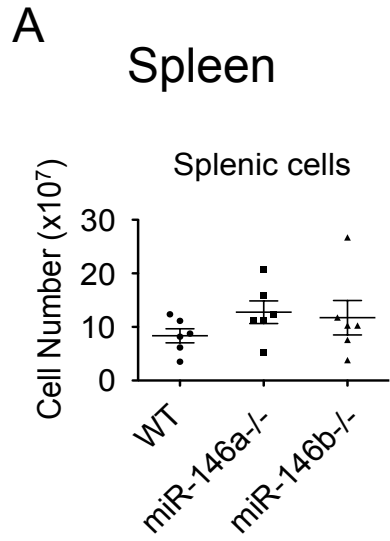 A
Spleen
Splenic cells
Cell Number (x10⁷)
30
20
10
0
WT
miR-146a-/-
miR-146b-/-